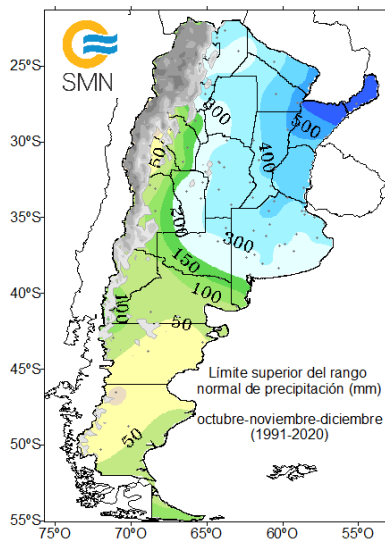 SMN
25°S
30°S
35°S
40°S
45°S
50°S
55°S
300
500
400
50
200
300
150
100
100
50
50
Límite superior del rango
normal de precipitación (mm)
octubre-noviembre-diciembre
(1991-2020)
75°O
70°O
65°O
60°O
55°O